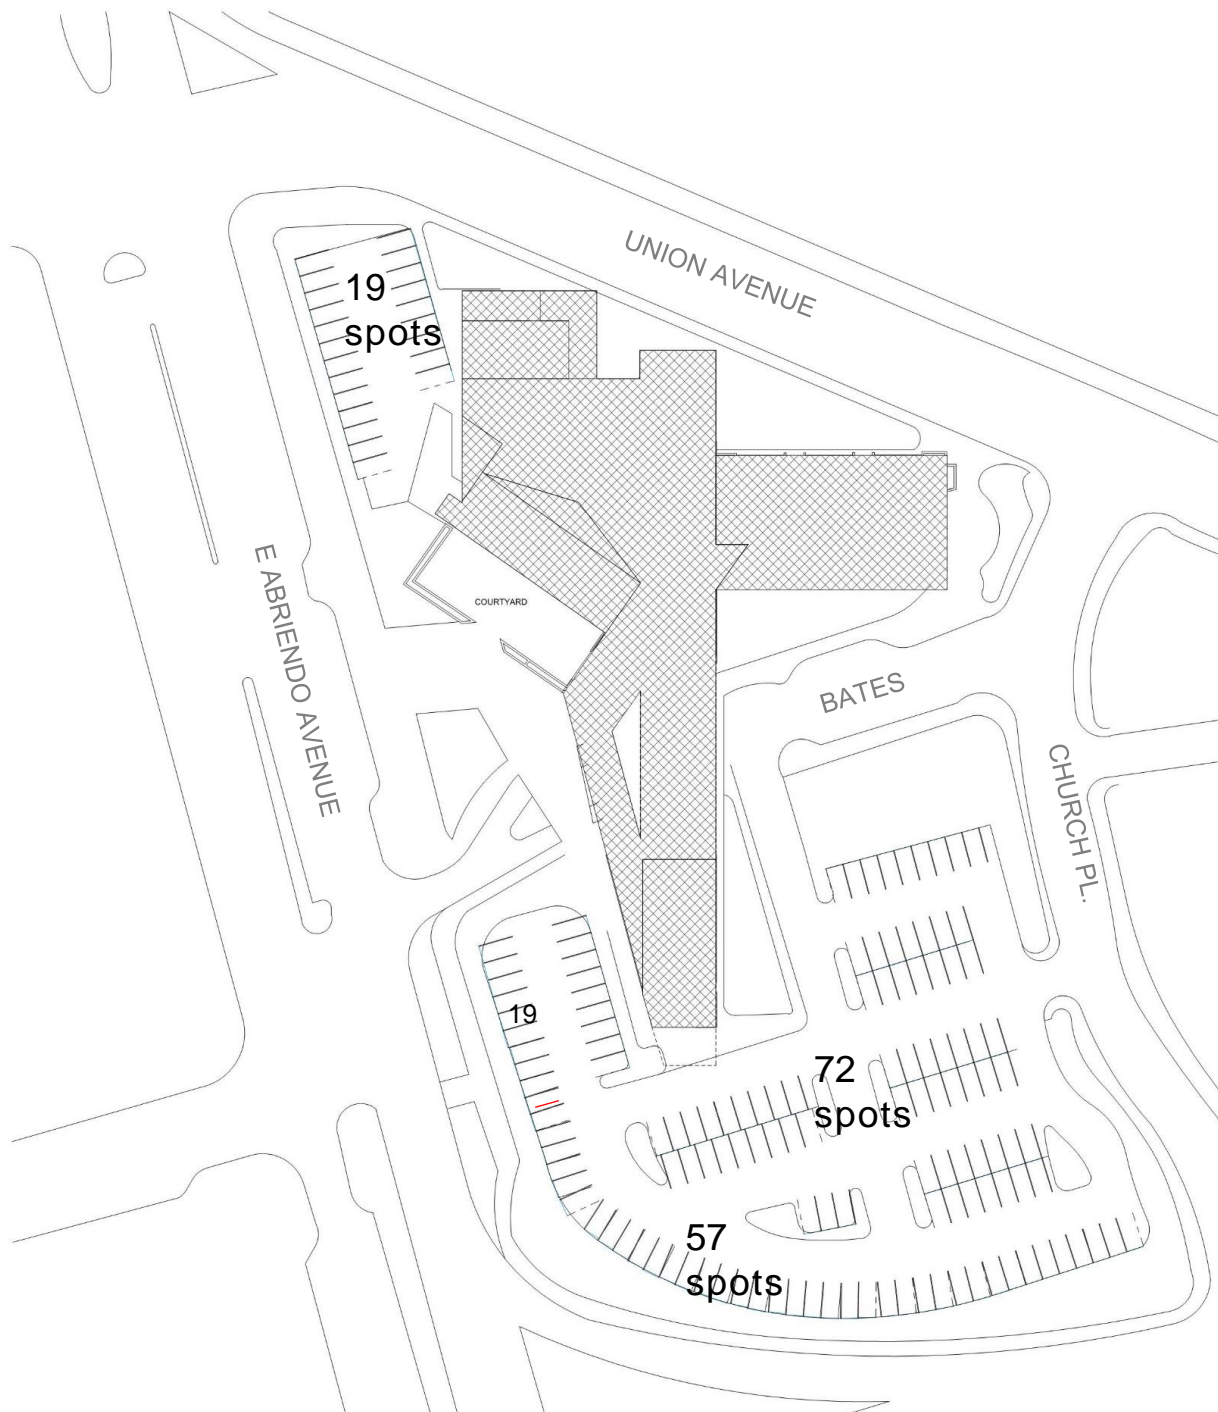 UNION AVENUE
19
spots
E ABRIENDO AVENUE
COURTYARD
BATES
CHURCH PL.
19
72
spots
57
spots